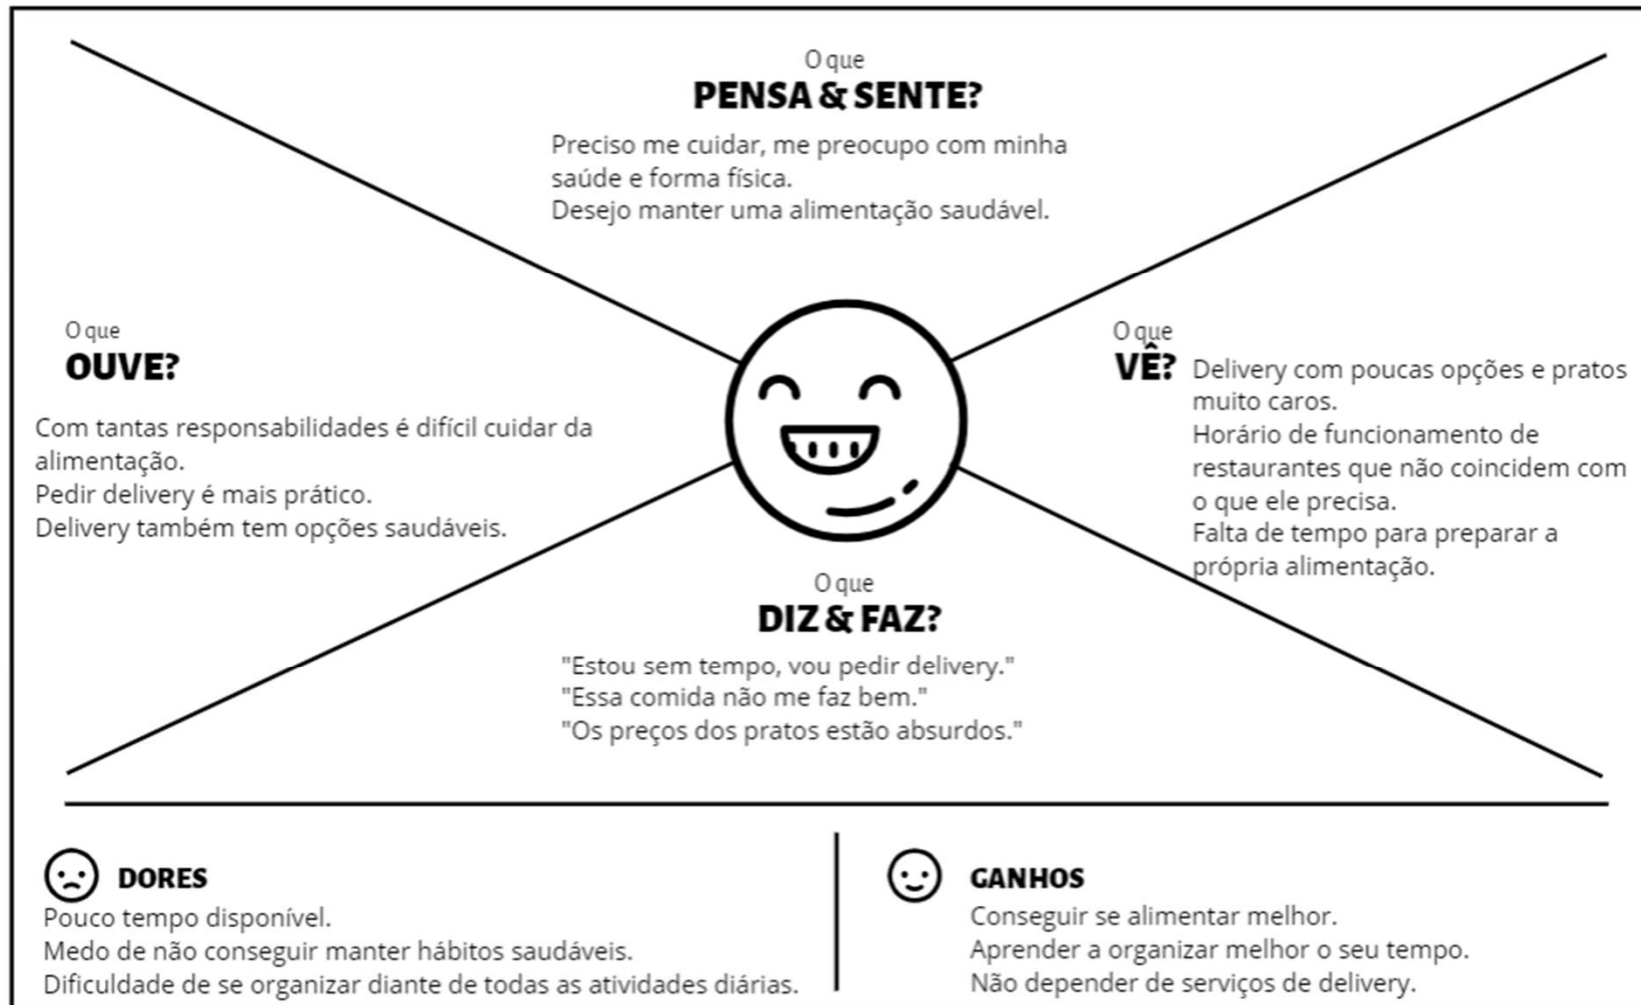 O que
PENSA & SENTE?
Preciso me cuidar, me preocupo com minha
saúde e forma física.
Desejo manter uma alimentação saudável.
O que
OUVE?
Com tantas responsabilidades é difícil cuidar da
alimentação.
Pedir delivery é mais prático.
Delivery também tem opções saudáveis.
O que
VÊ?
Delivery com poucas opções e pratos
muito caros.
Horário de funcionamento de
restaurantes que não coincidem com
o que ele precisa.
Falta de tempo para preparar a
própria alimentação.
O que
DIZ & FAZ?
"Estou sem tempo, vou pedir delivery."
"Essa comida não me faz bem."
"Os preços dos pratos estão absurdos."
DORES
Pouco tempo disponível.
Medo de não conseguir manter hábitos saudáveis.
Dificuldade de se organizar diante de todas as atividades diárias.
GANHOS
Conseguir se alimentar melhor.
Aprender a organizar melhor o seu tempo.
Não depender de serviços de delivery.